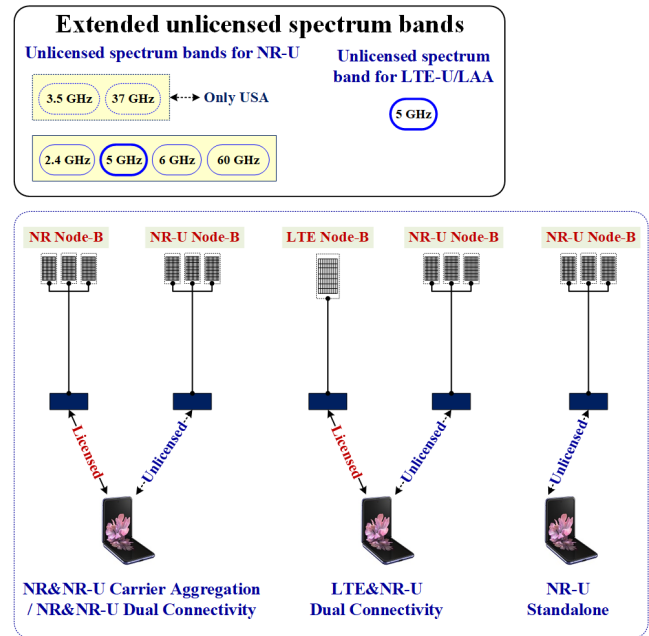 Extended unlicensed spectrum bands
Unlicensed spectrum bands for NR-U
3.5 GHz
37 GHz
Only USA
2.4 GHz
5 GHz
6 GHz
60 GHz
Unlicensed spectrum
band for LTE-U/LAA
5 GHz
NR Node-B
NR-U Node-B
LTE Node-B
NR-U Node-B
NR-U Node-B
Licensed
Unlicensed
Licensed
Unlicensed
Unlicensed
NR&NR-U Carrier Aggregation
/ NR&NR-U Dual Connectivity
LTE&NR-U
Dual Connectivity
NR-U
Standalone